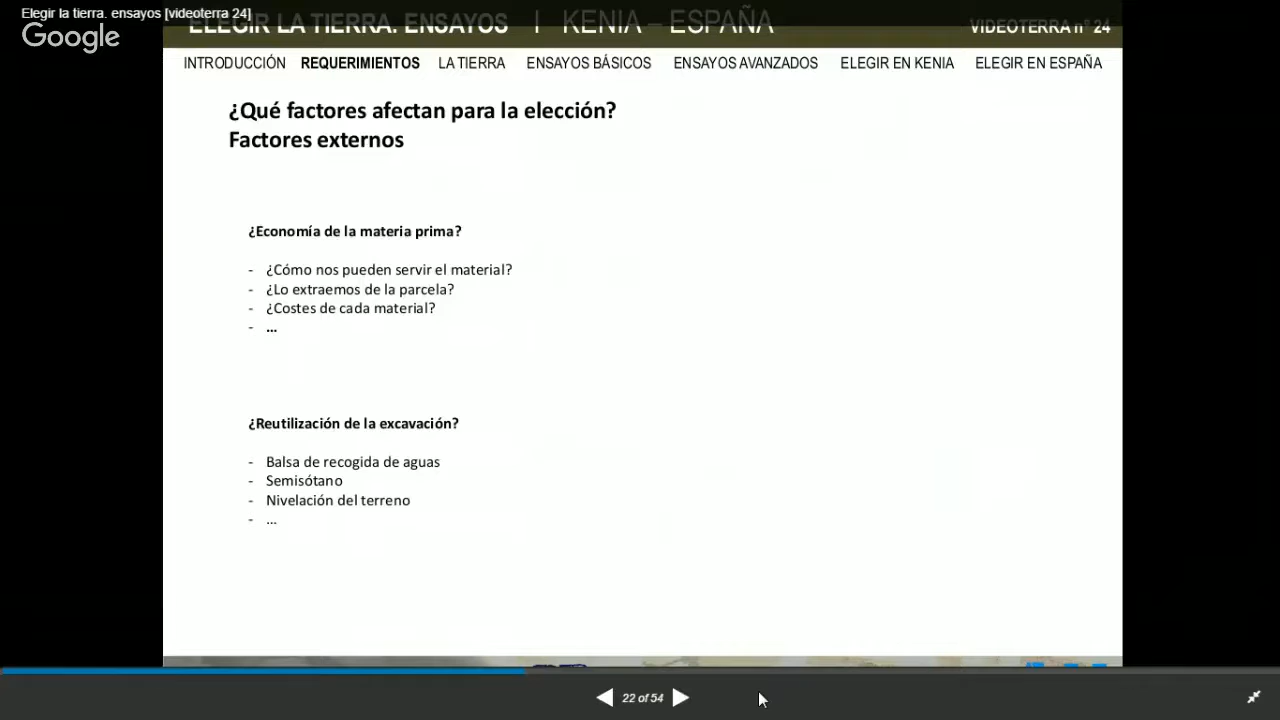 Elegir la tierra. ensayos [videoterra 24]
Google
ELEGIR LA TIERRA. ENSAYOS | KENIA – ESPAÑA VIDEOTERRA nº 24
INTRODUCCIÓN REQUERIMIENTOS LA TIERRA ENSAYOS BÁSICOS ENSAYOS AVANZADOS ELEGIR EN KENIA ELEGIR EN ESPAÑA
¿Qué factores afectan para la elección?
Factores externos
¿Economía de la materia prima?
- ¿Cómo nos pueden servir el material?
- ¿Lo extraemos de la parcela?
- ¿Costes de cada material?
- ...
¿Reutilización de la excavación?
- Balsa de recogida de aguas
- Semisótano
- Nivelación del terreno
- ...
22 of 54